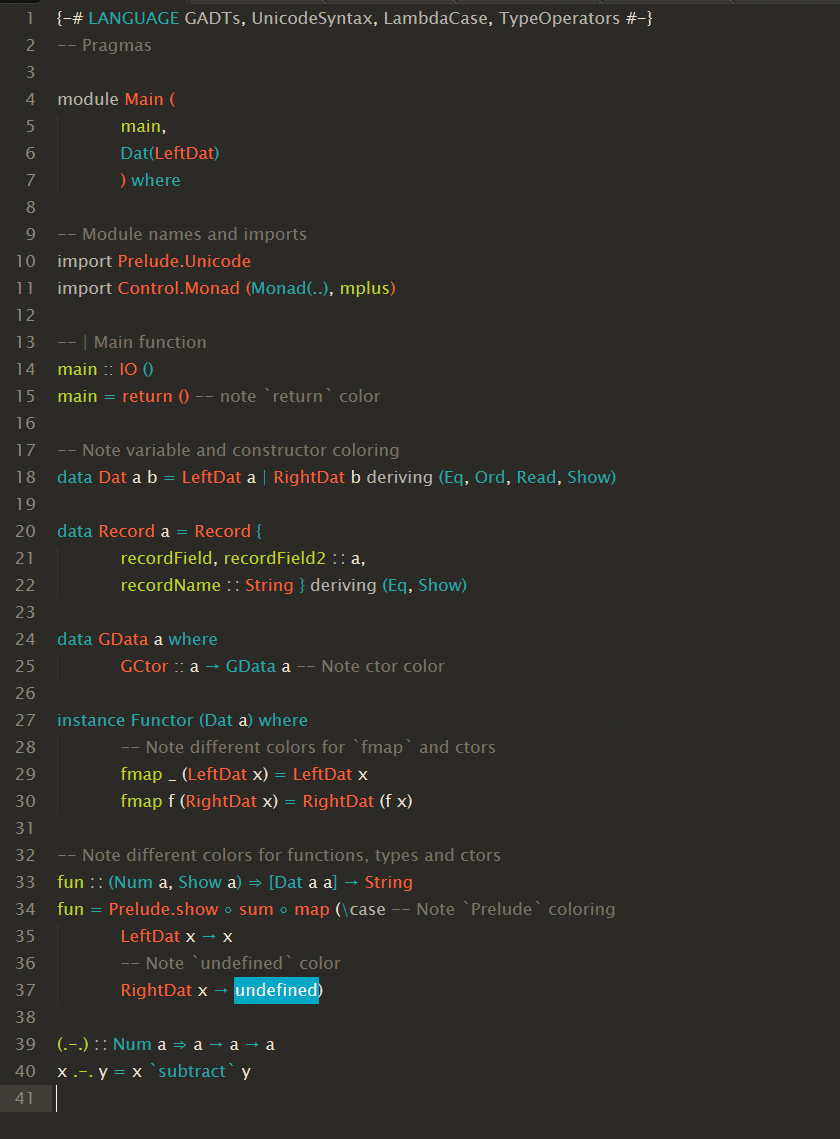 1 {-# LANGUAGE GADTs, UnicodeSyntax, LambdaCase, TypeOperators #-}
2 -- Pragmas
3
4 module Main (
5 main,
6 Dat(LeftDat)
7 ) where
8
9 -- Module names and imports
10 import Prelude.Unicode
11 import Control.Monad (Monad(..), mplus)
12
13 -- | Main function
14 main :: IO ()
15 main = return () -- note `return` color
16
17 -- Note variable and constructor coloring
18 data Dat a b = LeftDat a | RightDat b deriving (Eq, Ord, Read, Show)
19
20 data Record a = Record {
21 recordField, recordField2 :: a,
22 recordName :: String } deriving (Eq, Show)
23
24 data GData a where
25 GCtor :: a → GData a -- Note ctor color
26
27 instance Functor (Dat a) where
28 -- Note different colors for `fmap` and ctors
29 fmap _ (LeftDat x) = LeftDat x
30 fmap f (RightDat x) = RightDat (f x)
31
32 -- Note different colors for functions, types and ctors
33 fun :: (Num a, Show a) ⇒ [Dat a a] → String
34 fun = Prelude.show ∘ sum ∘ map (\case -- Note `Prelude` coloring
35 LeftDat x → x
36 -- Note `undefined` color
37 RightDat x → undefined)
38
39 (.-.) :: Num a ⇒ a → a → a
40 x .-. y = x `subtract` y
41